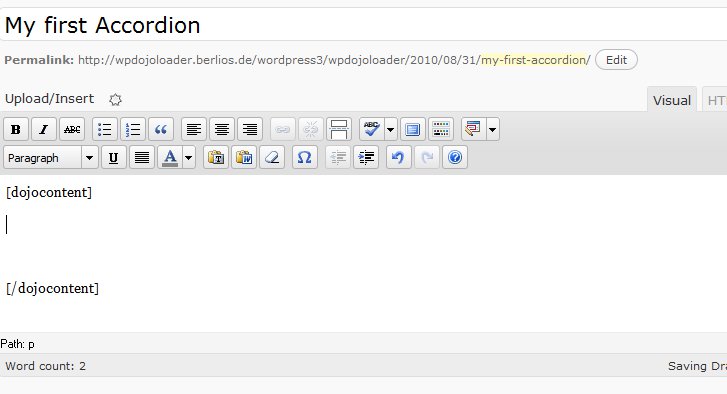 My first Accordion
Permalink: http://wpdojoloader.berlios.de/wordpress3/wpdojoloader/2010/08/31/my-first-accordion/ Edit
Upload/Insert
Visual HT
B I ABC ABC
Paragraph U A T W Ω ?
[dojocontent]
[/dojocontent]
Path: p
Word count: 2 Saving Dra